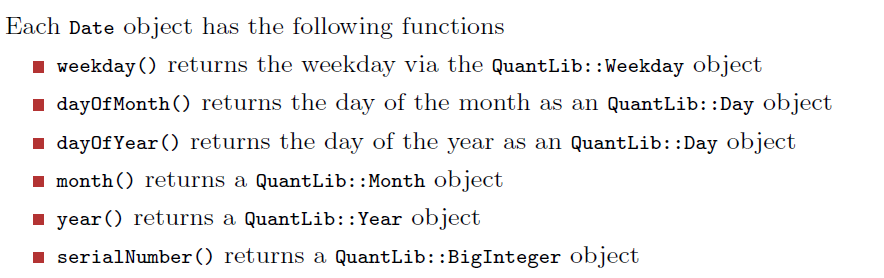 Each Date object has the following functions
weekday() returns the weekday via the QuantLib::Weekday object
dayOfMonth() returns the day of the month as an QuantLib::Day object
dayOfYear() returns the day of the year as an QuantLib::Day object
month() returns a QuantLib::Month object
year() returns a QuantLib::Year object
serialNumber() returns a QuantLib::BigInteger object